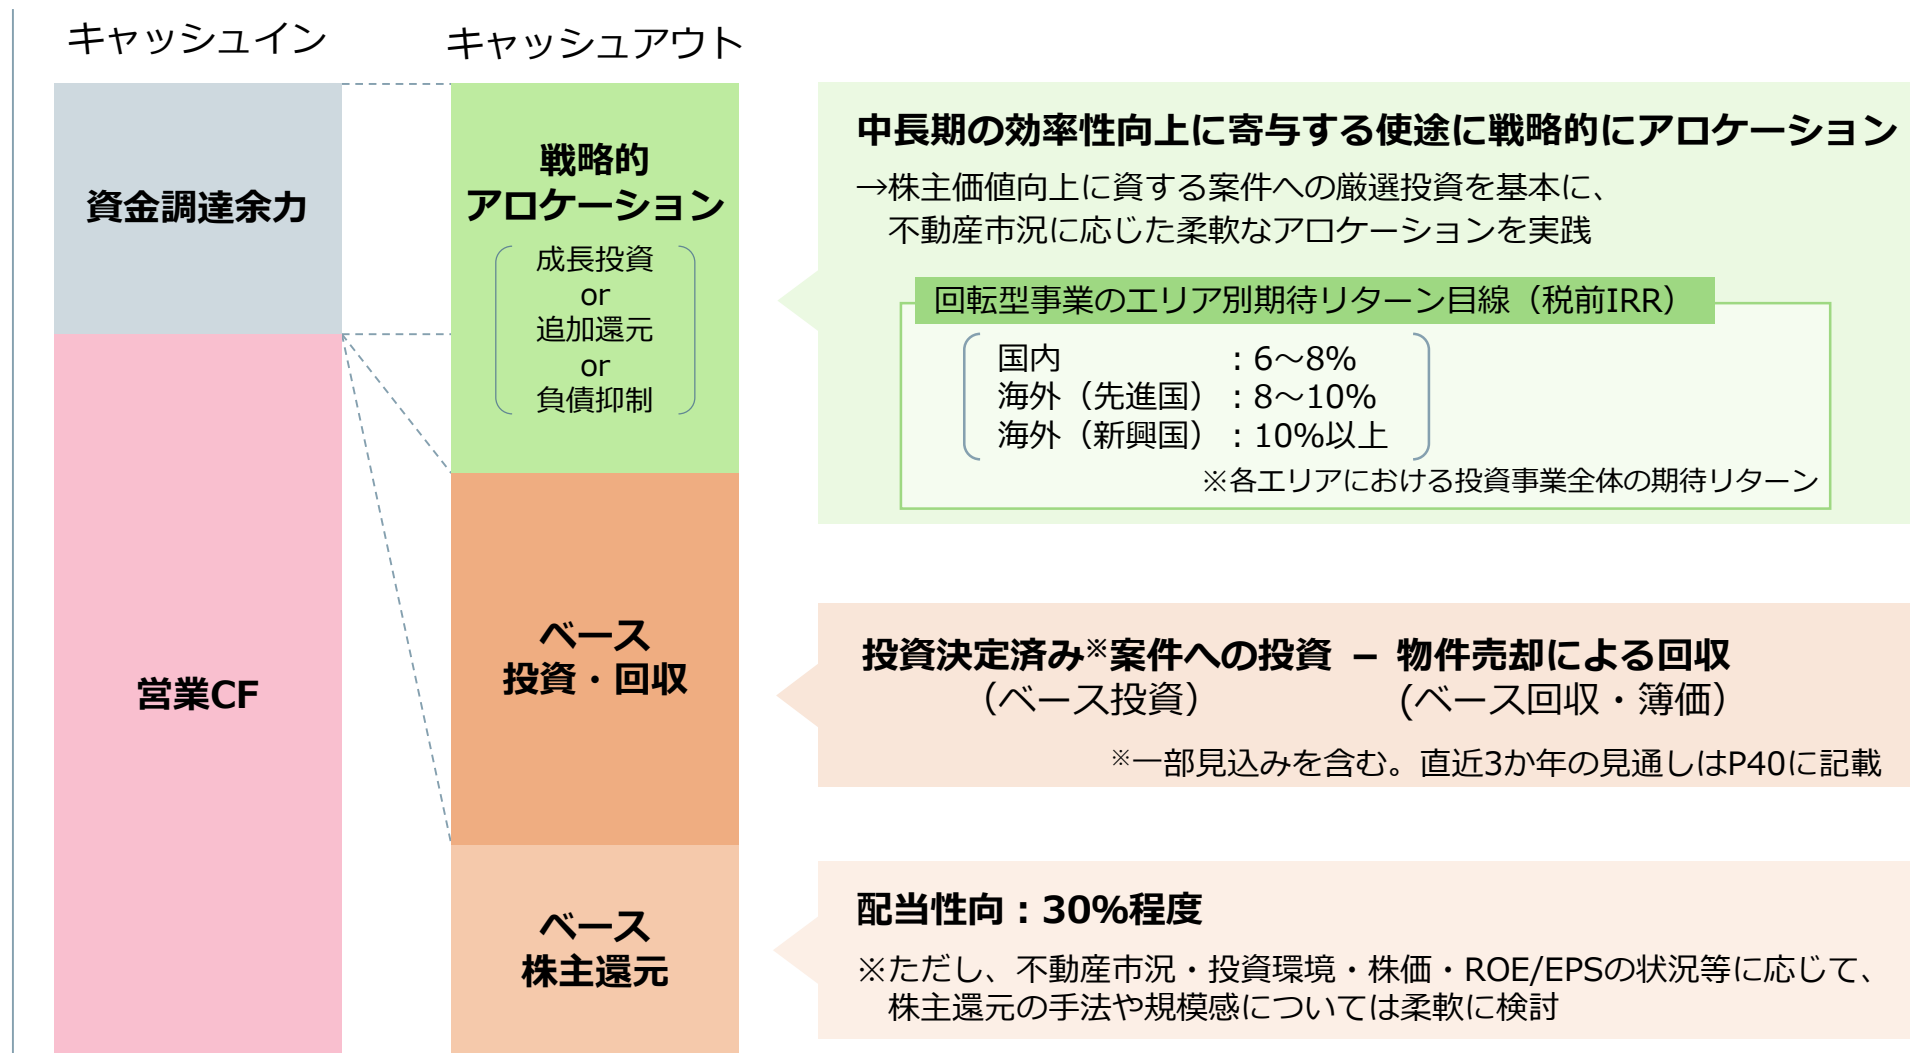 キャッシュイン
キャッシュアウト
資金調達余力
営業CF
戦略的
アロケーション
成長投資
or
追加還元
or
負債抑制
ベース
投資・回収
ベース
株主還元
中長期の効率性向上に寄与する使途に戦略的にアロケーション
→株主価値向上に資する案件への厳選投資を基本に、
不動産市況に応じた柔軟なアロケーションを実践
回転型事業のエリア別期待リターン目線（税前IRR）
国内　　　　　：6～8%
海外（先進国）：8～10%
海外（新興国）：10%以上
※各エリアにおける投資事業全体の期待リターン
投資決定済み※案件への投資 － 物件売却による回収
（ベース投資）　　　　　(ベース回収・簿価）
※一部見込みを含む。直近3か年の見通しはP40に記載
配当性向：30%程度
※ただし、不動産市況・投資環境・株価・ROE/EPSの状況等に応じて、
株主還元の手法や規模感については柔軟に検討